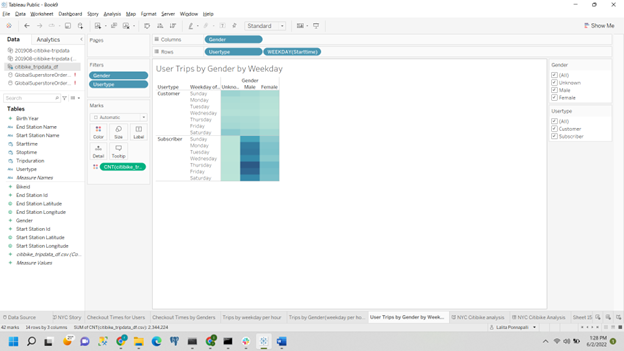 Tableau Public - Book9
File Data Worksheet Dashboard Story Analysis Map Format Server Window Help
Standard
Show Me
Data Analytics
201908-citibike-tripdata
201908-citibike-tripdata (...
citibike_tripdata_df
GlobalSuperstoreOrder...
GlobalSuperstoreOrder...
Search
Tables
Birth Year
End Station Name
Start Station Name
Starttime
Stoptime
Tripduration
Usertype
Measure Names
Bikeid
End Station Id
End Station Latitude
End Station Longitude
Gender
Start Station Id
Start Station Latitude
Start Station Longitude
citibike_tripdata_df.csv (Co...
Measure Values
Pages
Filters
Gender
Usertype
Marks
Automatic
Color Size Label
Detail Tooltip
CNT(citibike_tr...
Columns Gender
Rows Usertype WEEKDAY(Starttime)
User Trips by Gender by Weekday
Gender
Usertype Weekday of.. Unkno.. Male Female
Customer Sunday
Monday
Tuesday
Wednesday
Thursday
Friday
Saturday
Subscriber Sunday
Monday
Tuesday
Wednesday
Thursday
Friday
Saturday
Gender
(All)
Unknown
Male
Female
Usertype
(All)
Customer
Subscriber
Data Source NYC Story Checkout Times for Users Checkout Times by Genders Trips by weekday per hour Trips by Gender(weekday per ho... User Trips by Gender by Week... NYC Citibike analysis NYC Citibike Analysis
42 marks 14 rows by 3 columns SUM of CNT(citibike_tripdata_df.csv): 2,344,224
Lalita Ponnapati
1:28 PM
6/2/2022